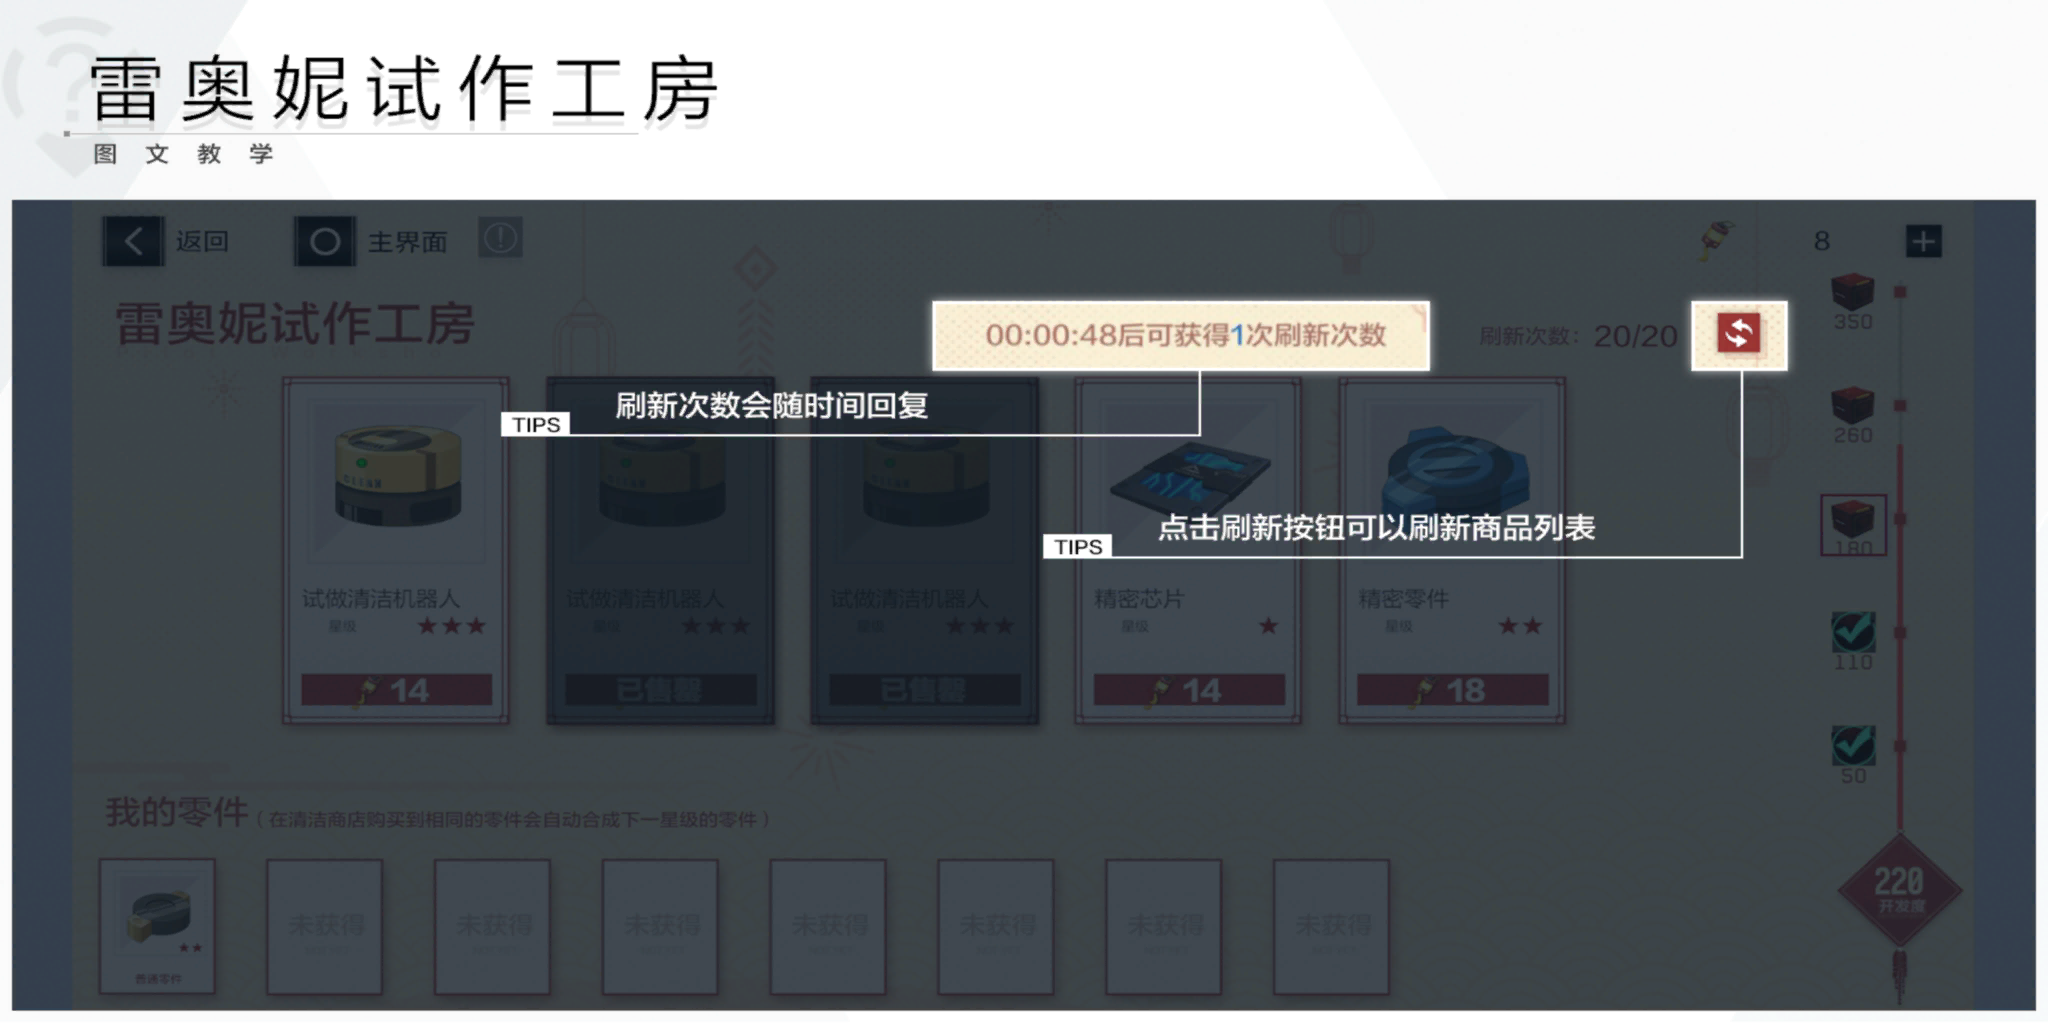 雷奥妮试作工房
图文教学
返回
主界面
8
雷奥妮试作工房
00:00:48后可获得1次刷新次数
刷新次数：20/20
350
TIPS
刷新次数会随时间回复
260
TIPS
点击刷新按钮可以刷新商品列表
180
试做清洁机器人
星级
14
试做清洁机器人
星级
已售罄
试做清洁机器人
星级
已售罄
精密芯片
星级
14
精密零件
星级
18
110
50
我的零件（在清洁商店购买到相同的零件会自动合成下一星级的零件）
普通零件
未获得
未获得
未获得
未获得
未获得
未获得
未获得
220
开发度